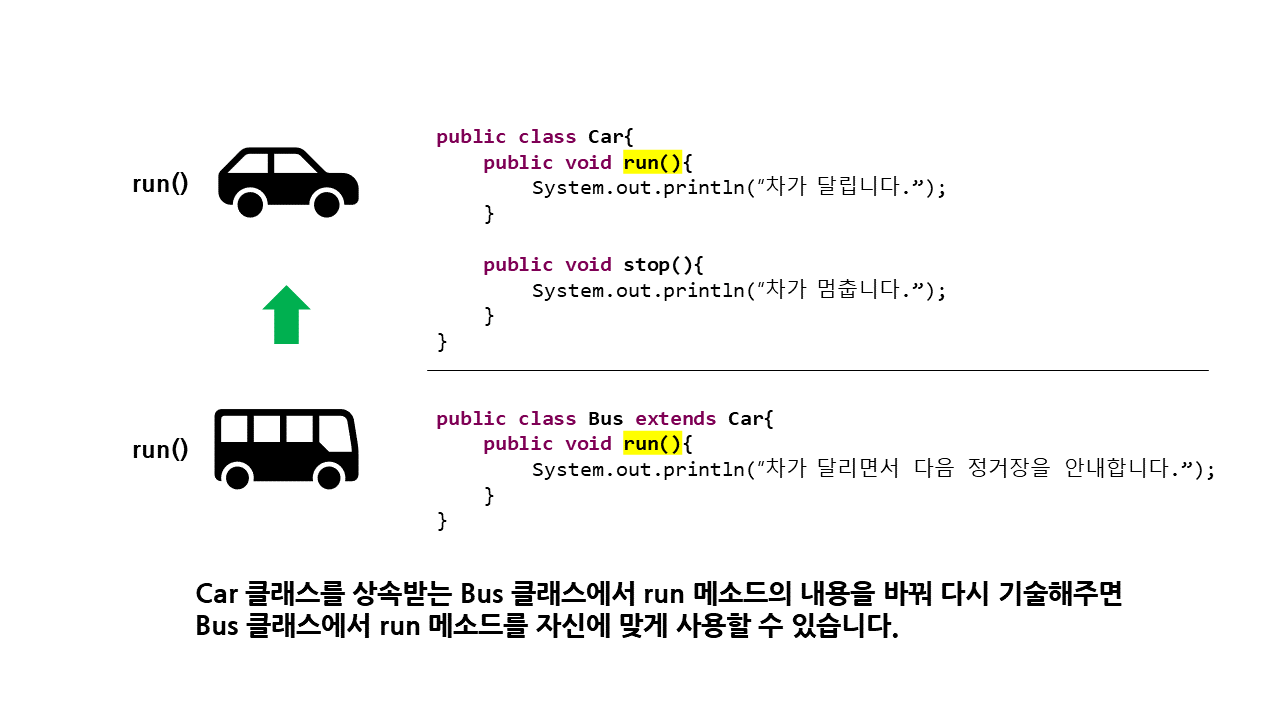 run()
public class Car{
public void run(){
System.out.println(“차가 달립니다.”);
}
public void stop(){
System.out.println(“차가 멈춥니다.”);
}
}
run()
public class Bus extends Car{
public void run(){
System.out.println(“차가 달리면서 다음 정거장을 안내합니다.”);
}
}
Car 클래스를 상속받는 Bus 클래스에서 run 메소드의 내용을 바꿔 다시 기술해주면
Bus 클래스에서 run 메소드를 자신에 맞게 사용할 수 있습니다.